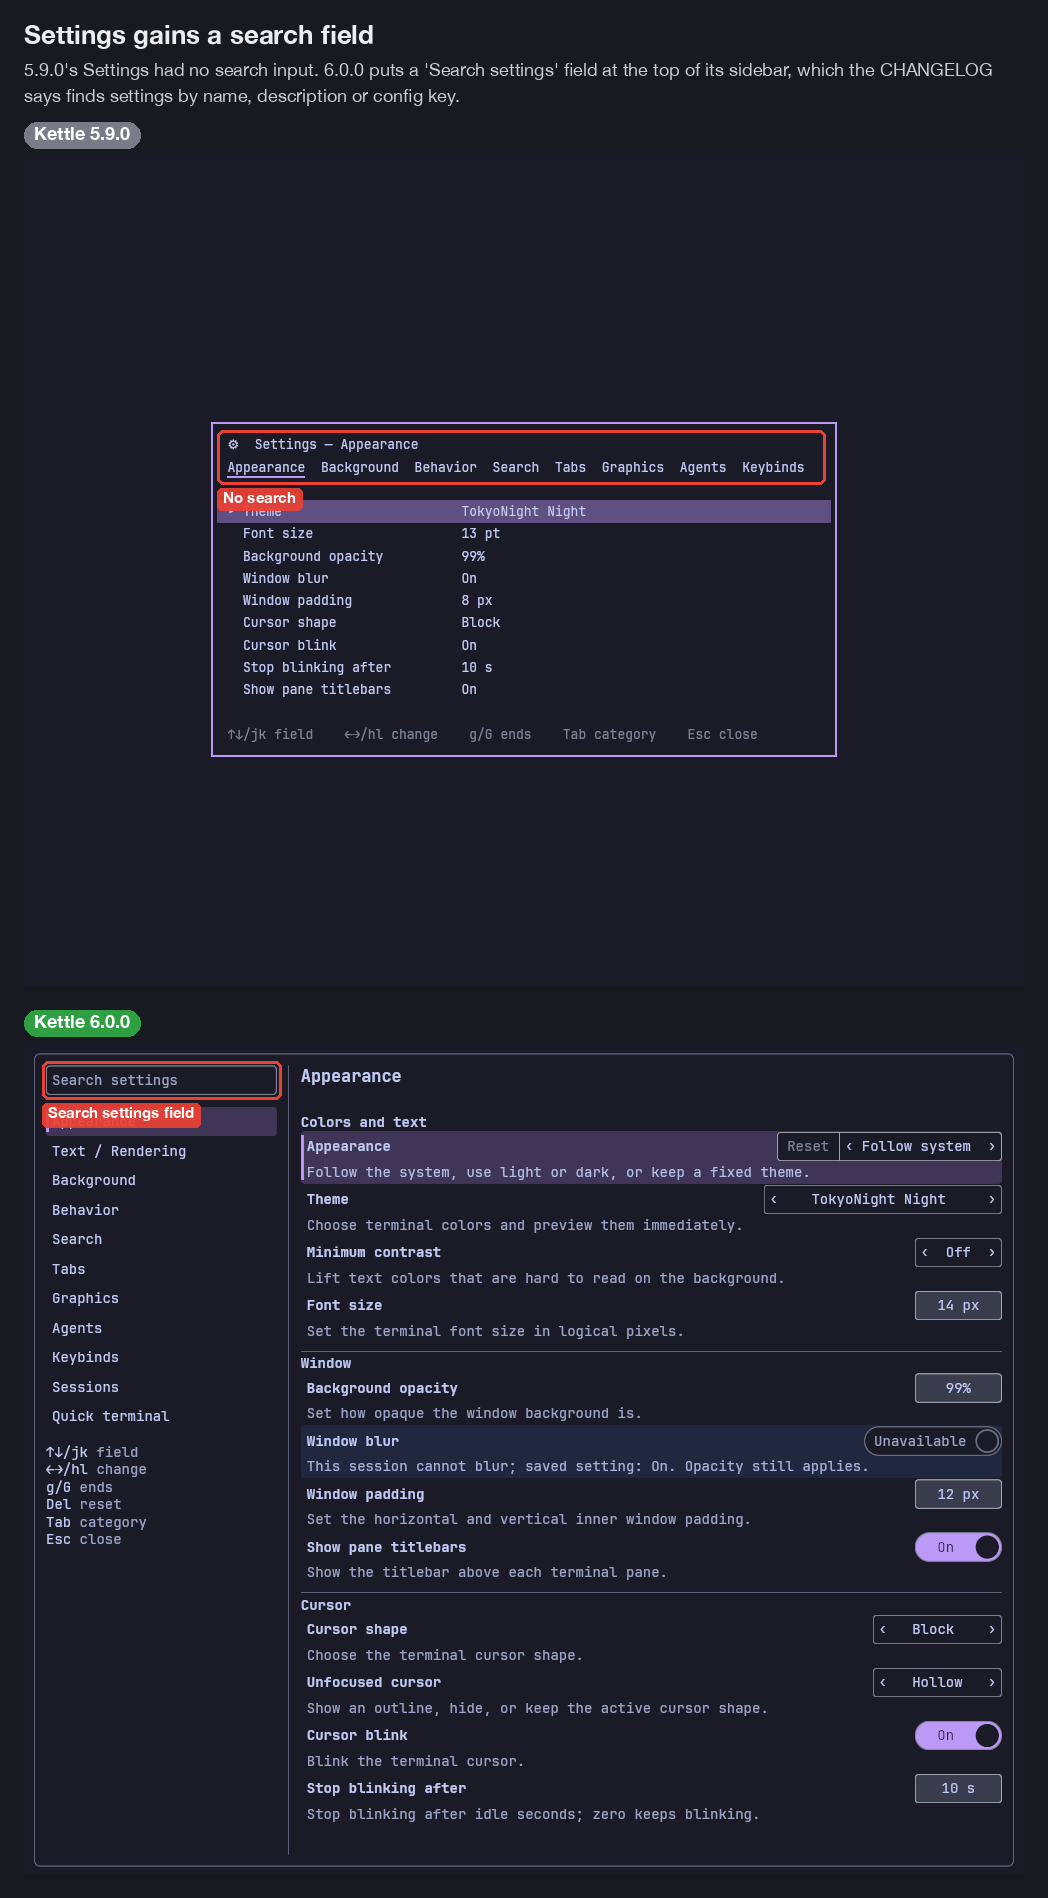 Settings gains a search field
5.9.0's Settings had no search input. 6.0.0 puts a 'Search settings' field at the top of its sidebar, which the CHANGELOG
says finds settings by name, description or config key.
Kettle 5.9.0
⚙ Settings — Appearance
Appearance Background Behavior Search Tabs Graphics Agents Keybinds
No search
Theme TokyoNight Night
Font size 13 pt
Background opacity 99%
Window blur On
Window padding 8 px
Cursor shape Block
Cursor blink On
Stop blinking after 10 s
Show pane titlebars On
↑↓/jk field ↔/hl change g/G ends Tab category Esc close
Kettle 6.0.0
Search settings
Search settings field
Appearance
Text / Rendering
Background
Behavior
Search
Tabs
Graphics
Agents
Keybinds
Sessions
Quick terminal
↑↓/jk field
↔/hl change
g/G ends
Del reset
Tab category
Esc close
Appearance
Colors and text
Appearance Reset ‹ Follow system ›
Follow the system, use light or dark, or keep a fixed theme.
Theme ‹ TokyoNight Night ›
Choose terminal colors and preview them immediately.
Minimum contrast ‹ Off ›
Lift text colors that are hard to read on the background.
Font size 14 px
Set the terminal font size in logical pixels.
Window
Background opacity 99%
Set how opaque the window background is.
Window blur Unavailable
This session cannot blur; saved setting: On. Opacity still applies.
Window padding 12 px
Set the horizontal and vertical inner window padding.
Show pane titlebars On
Show the titlebar above each terminal pane.
Cursor
Cursor shape ‹ Block ›
Choose the terminal cursor shape.
Unfocused cursor ‹ Hollow ›
Show an outline, hide, or keep the active cursor shape.
Cursor blink On
Blink the terminal cursor.
Stop blinking after 10 s
Stop blinking after idle seconds; zero keeps blinking.